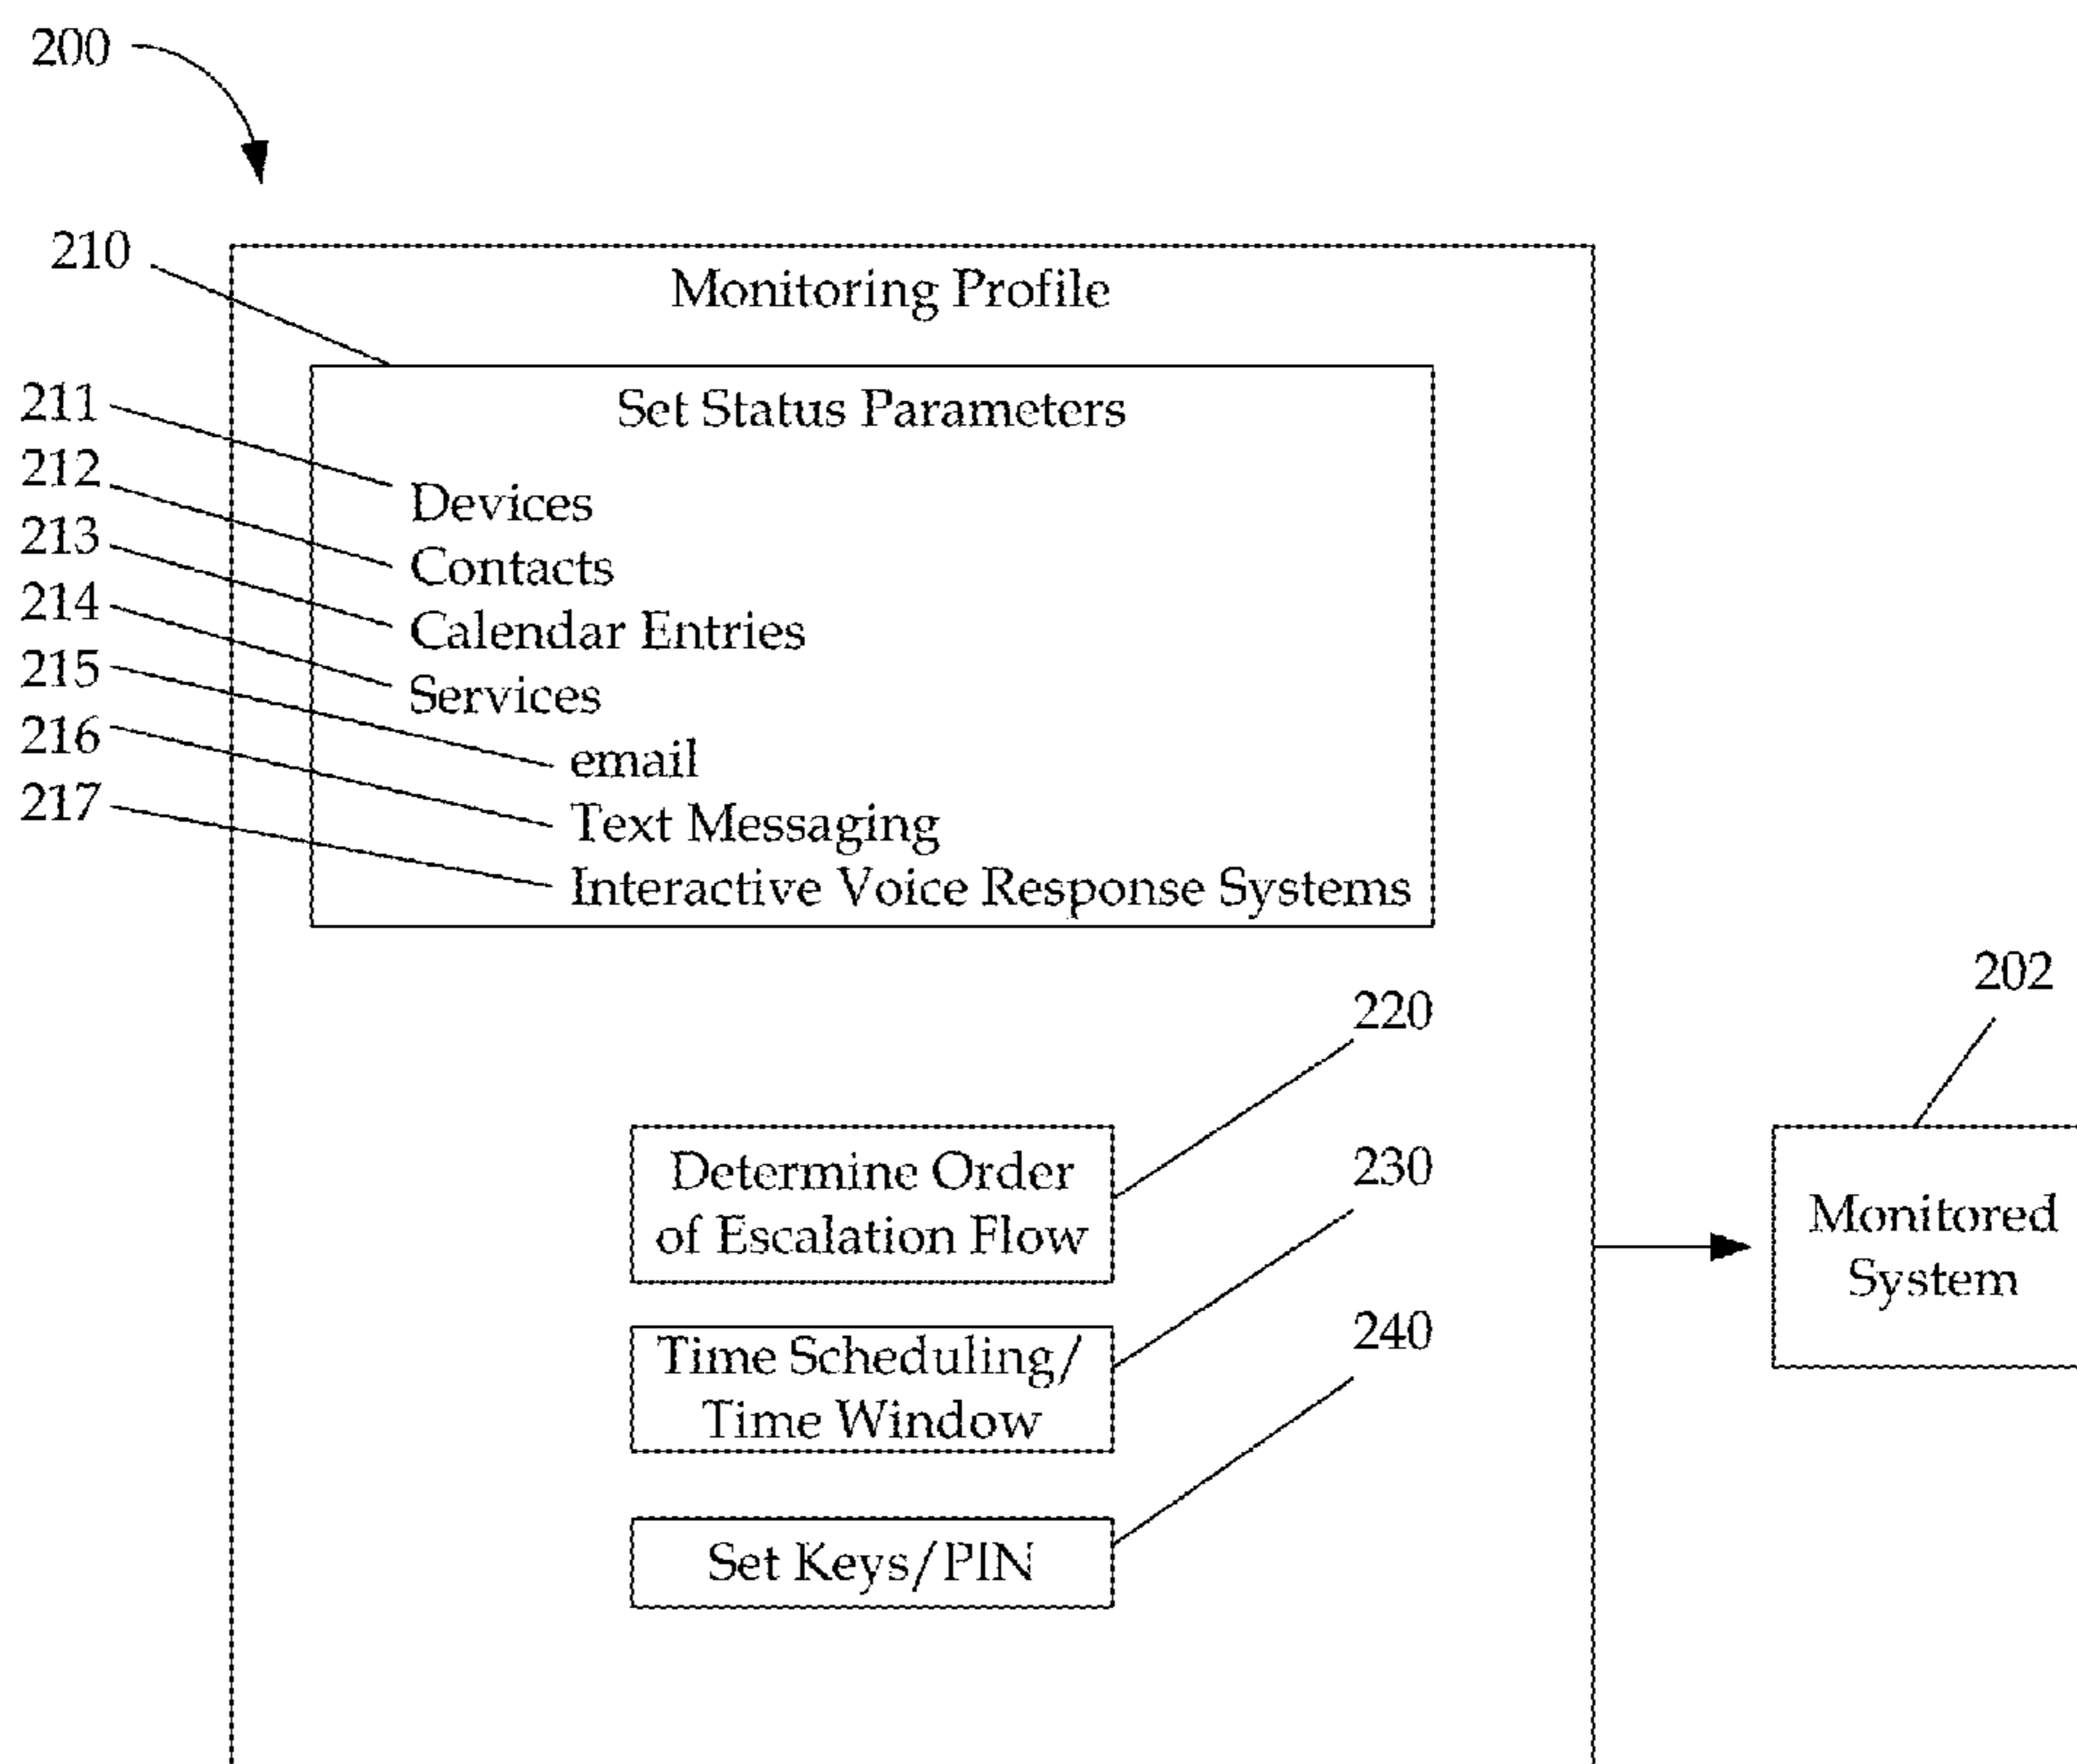 200
210
Monitoring Profile
211
Set Status Parameters
212
Devices
213
Contacts
214
Calendar Entries
215
Services
216
email
217
Text Messaging
Interactive Voice Response Systems
202
220
Determine Order
of Escalation Flow
230
Monitored
System
Time Scheduling/
Time Window
240
Set Keys/PIN